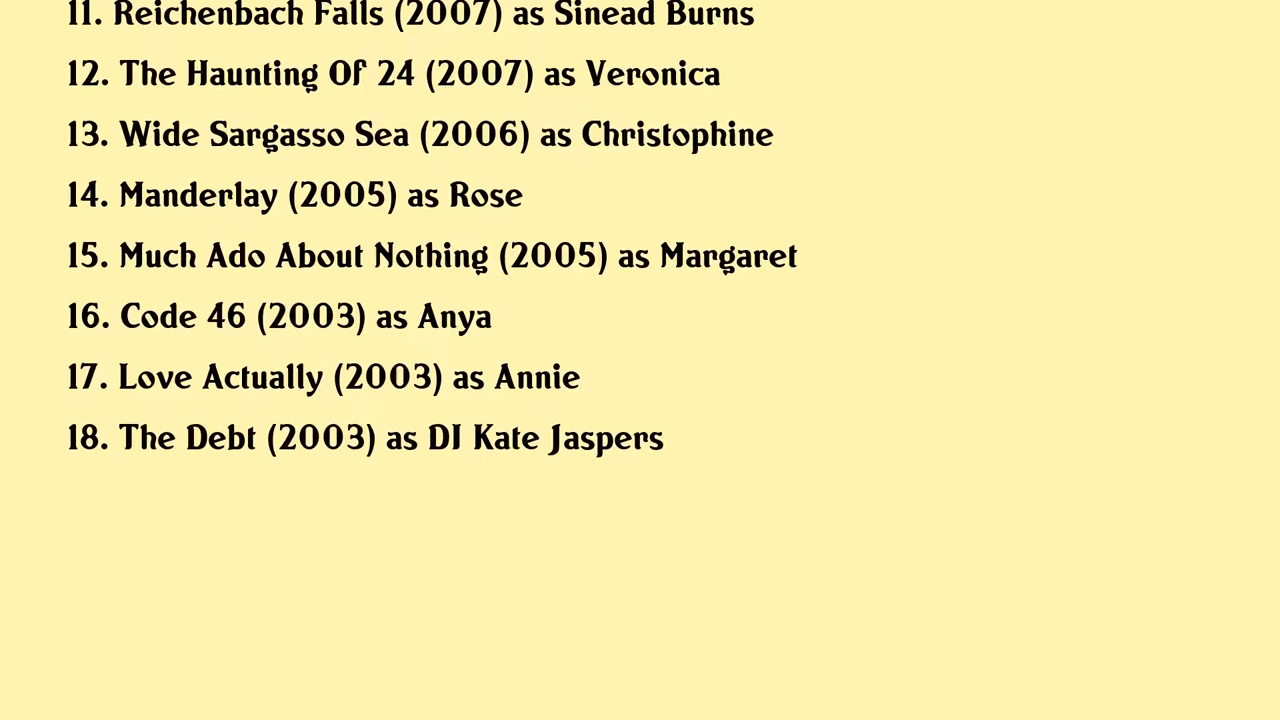 11. Reichenbach Falls (2007) as Sinead Burns
12. The Haunting Of 24 (2007) as Veronica
13. Wide Sargasso Sea (2006) as Christophine
14. Manderlay (2005) as Rose
15. Much Ado About Nothing (2005) as Margaret
16. Code 46 (2003) as Anya
17. Love Actually (2003) as Annie
18. The Debt (2003) as DI Kate Jaspers